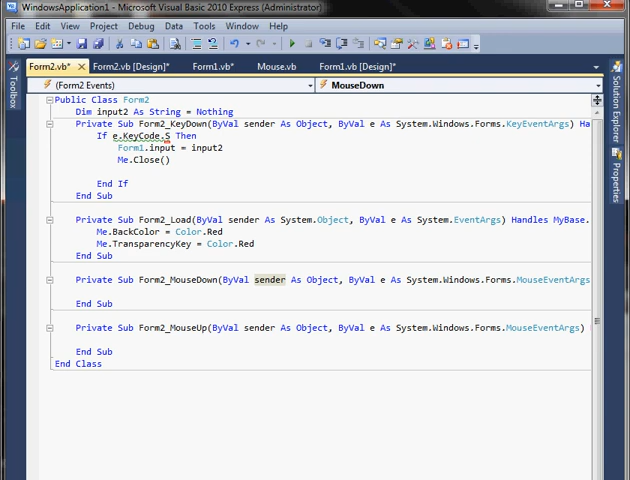 WindowsApplication1 - Microsoft Visual Basic 2010 Express (Administrator)
File Edit View Project Debug Data Tools Window Help
Form2.vb* Form2.vb [Design]* Form1.vb* Mouse.vb Form1.vb [Design]*
(Form2 Events) MouseDown
Toolbox
Solution Explorer
Properties
Public Class Form2
Dim input2 As String = Nothing
Private Sub Form2_KeyDown(ByVal sender As Object, ByVal e As System.Windows.Forms.KeyEventArgs) Ha
If e.KeyCode.S Then
Form1.input = input2
Me.Close()
End If
End Sub
Private Sub Form2_Load(ByVal sender As System.Object, ByVal e As System.EventArgs) Handles MyBase.
Me.BackColor = Color.Red
Me.TransparencyKey = Color.Red
End Sub
Private Sub Form2_MouseDown(ByVal sender As Object, ByVal e As System.Windows.Forms.MouseEventArgs
End Sub
Private Sub Form2_MouseUp(ByVal sender As Object, ByVal e As System.Windows.Forms.MouseEventArgs)
End Sub
End Class